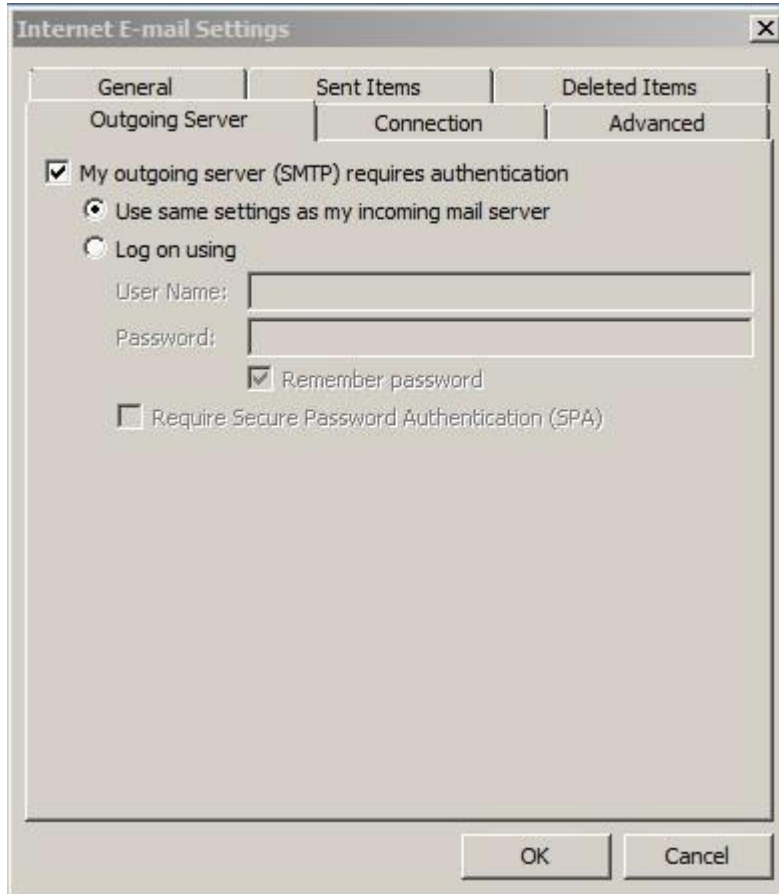 Internet E-mail Settings
General Sent Items Deleted Items
Outgoing Server Connection Advanced
My outgoing server (SMTP) requires authentication
Use same settings as my incoming mail server
Log on using
User Name:
Password:
Remember password
Require Secure Password Authentication (SPA)
OK Cancel